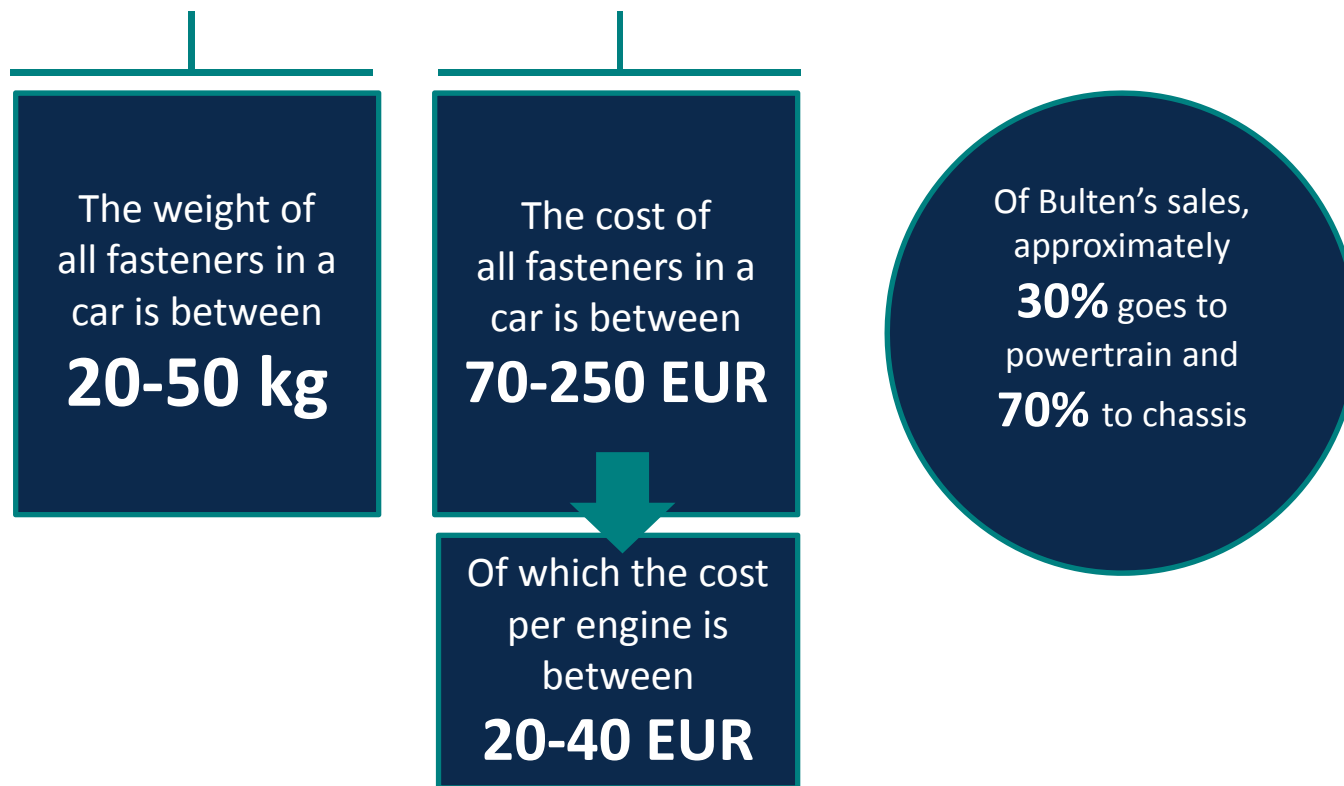 The weight of
all fasteners in a
car is between
20-50 kg
The cost of
all fasteners in a
car is between
70-250 EUR
Of which the cost
per engine is
between
20-40 EUR
Of Bulten’s sales,
approximately
30% goes to
powertrain and
70% to chassis